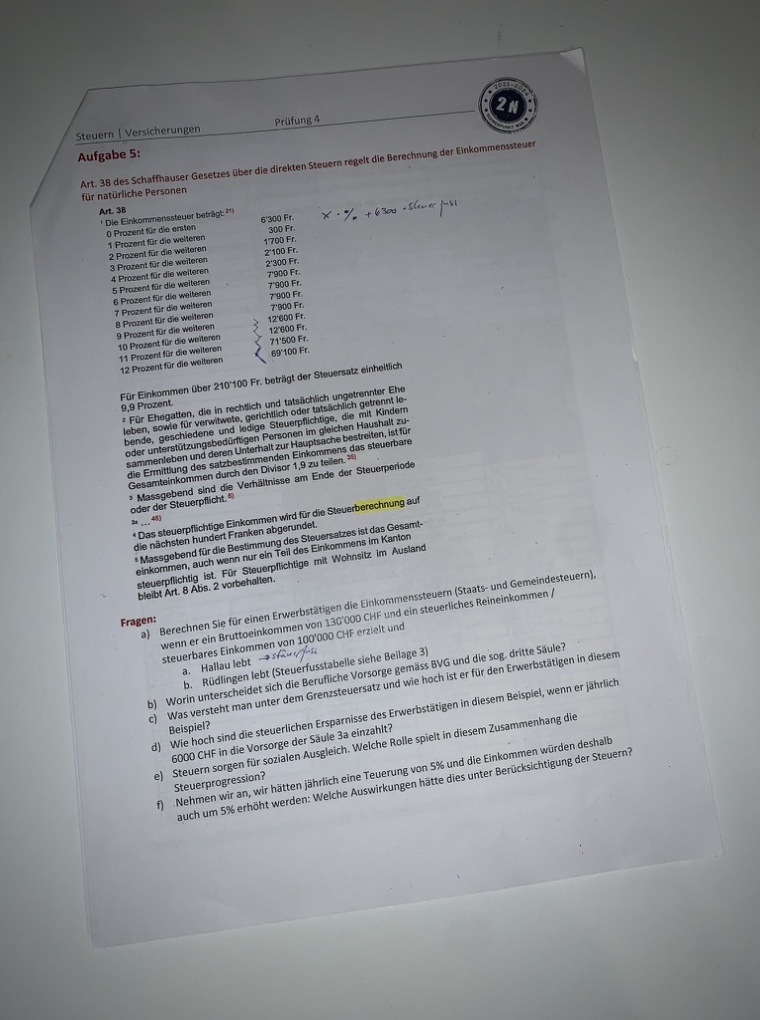 Steuern | Versicherungen
Prüfung 4
2021-2024
2N
Aufgabe 5:
Art. 38 des Schaffhauser Gesetzes über die direkten Steuern regelt die Berechnung der Einkommenssteuer
für natürliche Personen
Art. 38
¹ Die Einkommenssteuer beträgt: 21)
0 Prozent für die ersten 6'300 Fr.
x · % + 6300 · Steuerfuss
1 Prozent für die weiteren 300 Fr.
2 Prozent für die weiteren 1'700 Fr.
3 Prozent für die weiteren 2'100 Fr.
4 Prozent für die weiteren 2'300 Fr.
5 Prozent für die weiteren 7'900 Fr.
6 Prozent für die weiteren 7'900 Fr.
7 Prozent für die weiteren 7'900 Fr.
8 Prozent für die weiteren 7'900 Fr.
9 Prozent für die weiteren 12'600 Fr.
10 Prozent für die weiteren 12'600 Fr.
11 Prozent für die weiteren 71'500 Fr.
12 Prozent für die weiteren 69'100 Fr.
Für Einkommen über 210'100 Fr. beträgt der Steuersatz einheitlich
9,9 Prozent.
² Für Ehegatten, die in rechtlich und tatsächlich ungetrennter Ehe
leben, sowie für verwitwete, gerichtlich oder tatsächlich getrennt le-
bende, geschiedene und ledige Steuerpflichtige, die mit Kindern
oder unterstützungsbedürftigen Personen im gleichen Haushalt zu-
sammenleben und deren Unterhalt zur Hauptsache bestreiten, ist für
die Ermittlung des satzbestimmenden Einkommens das steuerbare
Gesamteinkommen durch den Divisor 1,9 zu teilen. 35)
³ Massgebend sind die Verhältnisse am Ende der Steuerperiode
oder der Steuerpflicht. 6)
3a ... 46)
⁴ Das steuerpflichtige Einkommen wird für die Steuerberechnung auf
die nächsten hundert Franken abgerundet.
⁵ Massgebend für die Bestimmung des Steuersatzes ist das Gesamt-
einkommen, auch wenn nur ein Teil des Einkommens im Kanton
steuerpflichtig ist. Für Steuerpflichtige mit Wohnsitz im Ausland
bleibt Art. 8 Abs. 2 vorbehalten.
Fragen:
a) Berechnen Sie für einen Erwerbstätigen die Einkommenssteuern (Staats- und Gemeindesteuern),
wenn er ein Bruttoeinkommen von 130'000 CHF und ein steuerliches Reineinkommen /
steuerbares Einkommen von 100'000 CHF erzielt und
a. Hallau lebt → Steuerfuss
b. Rüdlingen lebt (Steuerfusstabelle siehe Beilage 3)
b) Worin unterscheidet sich die Berufliche Vorsorge gemäss BVG und die sog. dritte Säule?
c) Was versteht man unter dem Grenzsteuersatz und wie hoch ist er für den Erwerbstätigen in diesem
Beispiel?
d) Wie hoch sind die steuerlichen Ersparnisse des Erwerbstätigen in diesem Beispiel, wenn er jährlich
6000 CHF in die Vorsorge der Säule 3a einzahlt?
e) Steuern sorgen für sozialen Ausgleich. Welche Rolle spielt in diesem Zusammenhang die
Steuerprogression?
f) Nehmen wir an, wir hätten jährlich eine Teuerung von 5% und die Einkommen würden deshalb
auch um 5% erhöht werden: Welche Auswirkungen hätte dies unter Berücksichtigung der Steuern?